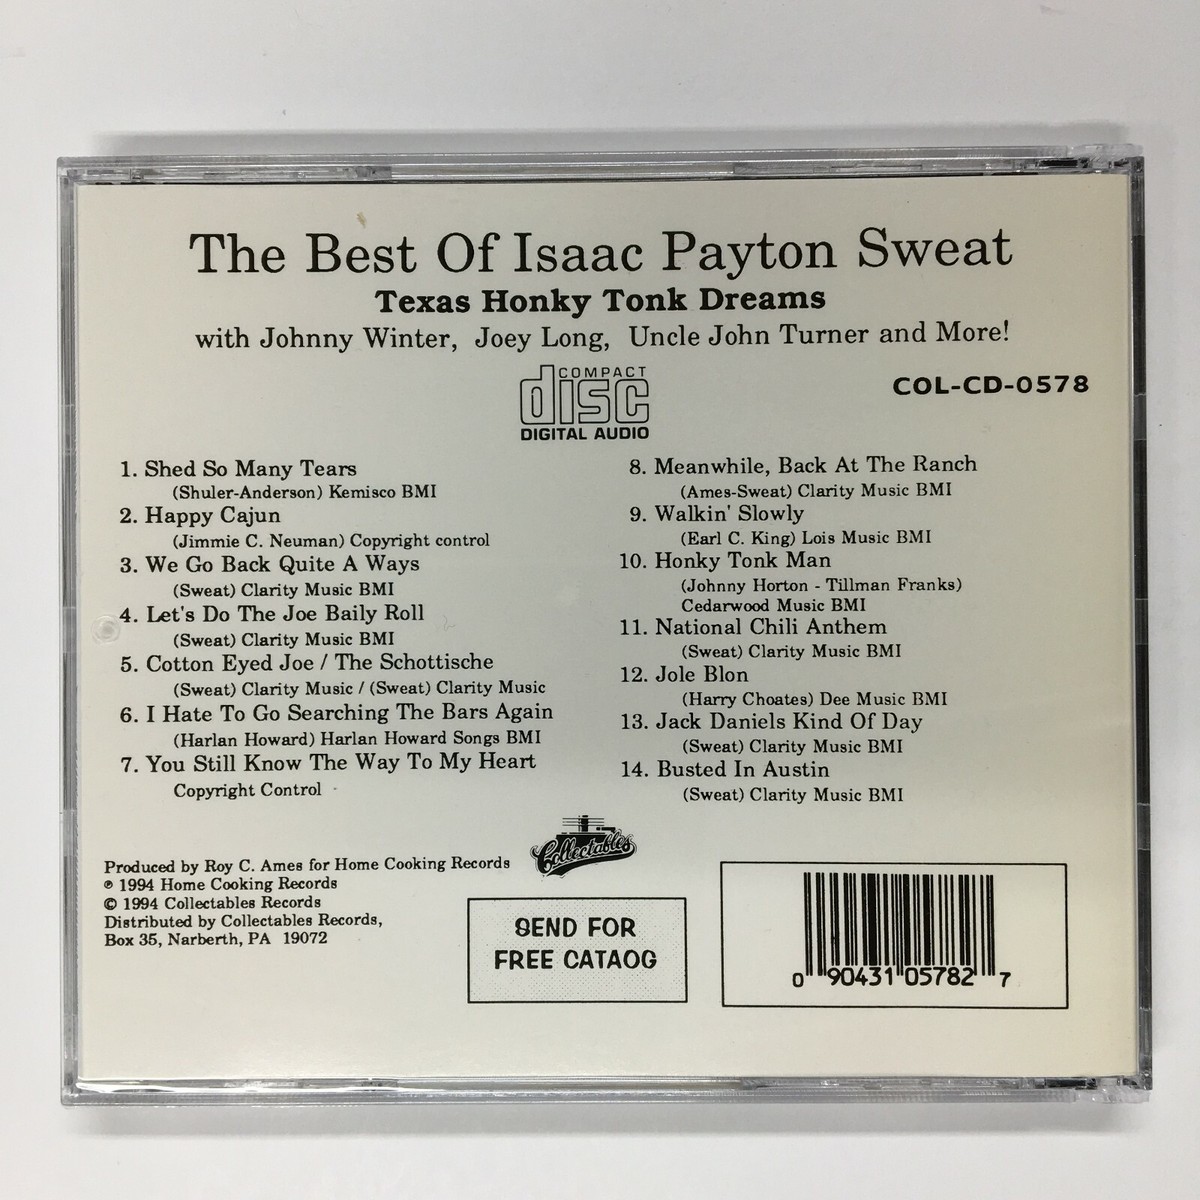 The Best Of Isaac Payton Sweat
Texas Honky Tonk Dreams
with Johnny Winter, Joey Long, Uncle John Turner and More!
COMPACT
disc
DIGITAL AUDIO
COL-CD-0578
1. Shed So Many Tears
(Shuler-Anderson) Kemisco BMI
2. Happy Cajun
(Jimmie C. Neuman) Copyright control
3. We Go Back Quite A Ways
(Sweat) Clarity Music BMI
4. Let's Do The Joe Baily Roll
(Sweat) Clarity Music BMI
5. Cotton Eyed Joe / The Schottische
(Sweat) Clarity Music / (Sweat) Clarity Music
6. I Hate To Go Searching The Bars Again
(Harlan Howard) Harlan Howard Songs BMI
7. You Still Know The Way To My Heart
Copyright Control
8. Meanwhile, Back At The Ranch
(Ames-Sweat) Clarity Music BMI
9. Walkin' Slowly
(Earl C. King) Lois Music BMI
10. Honky Tonk Man
(Johnny Horton - Tillman Franks)
Cedarwood Music BMI
11. National Chili Anthem
(Sweat) Clarity Music BMI
12. Jole Blon
(Harry Choates) Dee Music BMI
13. Jack Daniels Kind Of Day
(Sweat) Clarity Music BMI
14. Busted In Austin
(Sweat) Clarity Music BMI
Produced by Roy C. Ames for Home Cooking Records
℗ 1994 Home Cooking Records
© 1994 Collectables Records
Distributed by Collectables Records,
Box 35, Narberth, PA 19072
Collectables
SEND FOR
FREE CATAOG
0 90431 05782 7